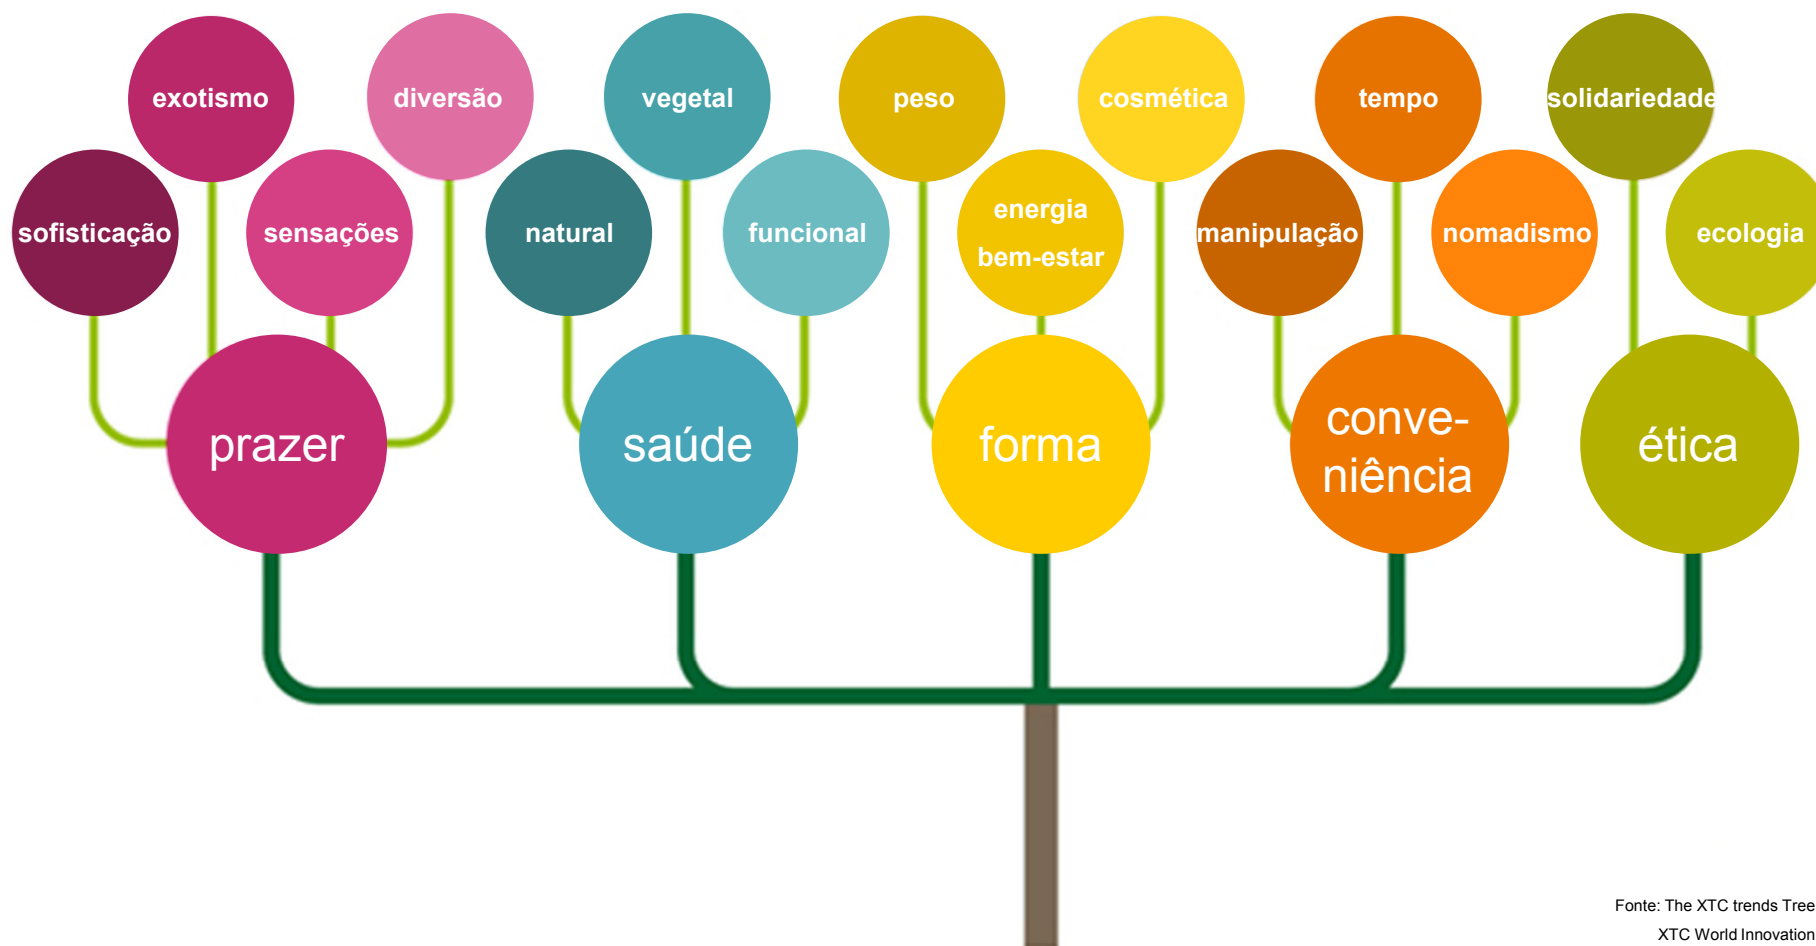 exotismo
diversão
vegetal
peso
cosmética
tempo
solidariedade
sofisticação
sensações
natural
funcional
energia
bem-estar
manipulação
nomadismo
ecologia
prazer
saúde
forma
conve-
niência
ética
Fonte: The XTC trends Tree
XTC World Innovation